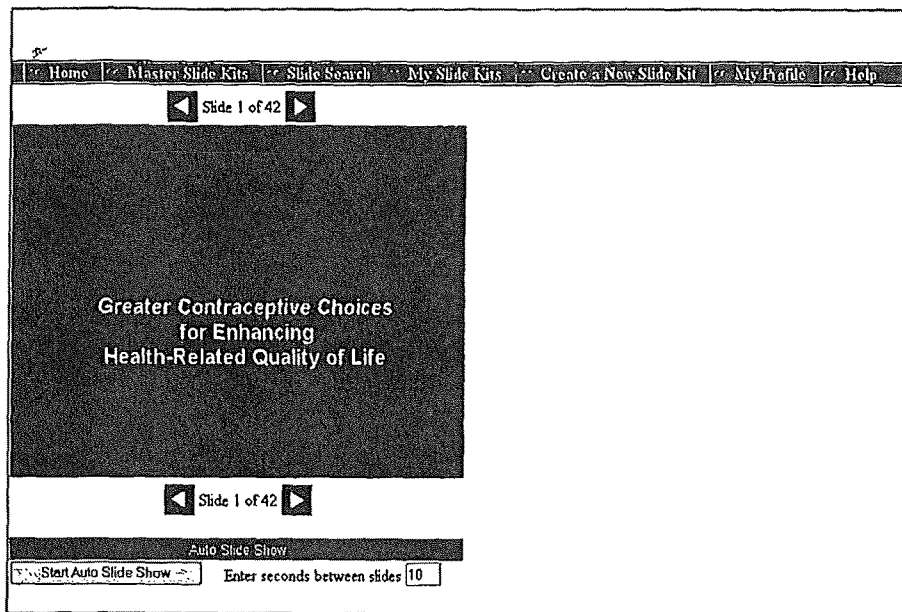 Home Master Slide Kits Slide Search My Slide Kits Create a New Slide Kit My Profile Help
Slide 1 of 42
Greater Contraceptive Choices
for Enhancing
Health-Related Quality of Life
Slide 1 of 42
Auto Slide Show
Start Auto Slide Show Enter seconds between slides 10